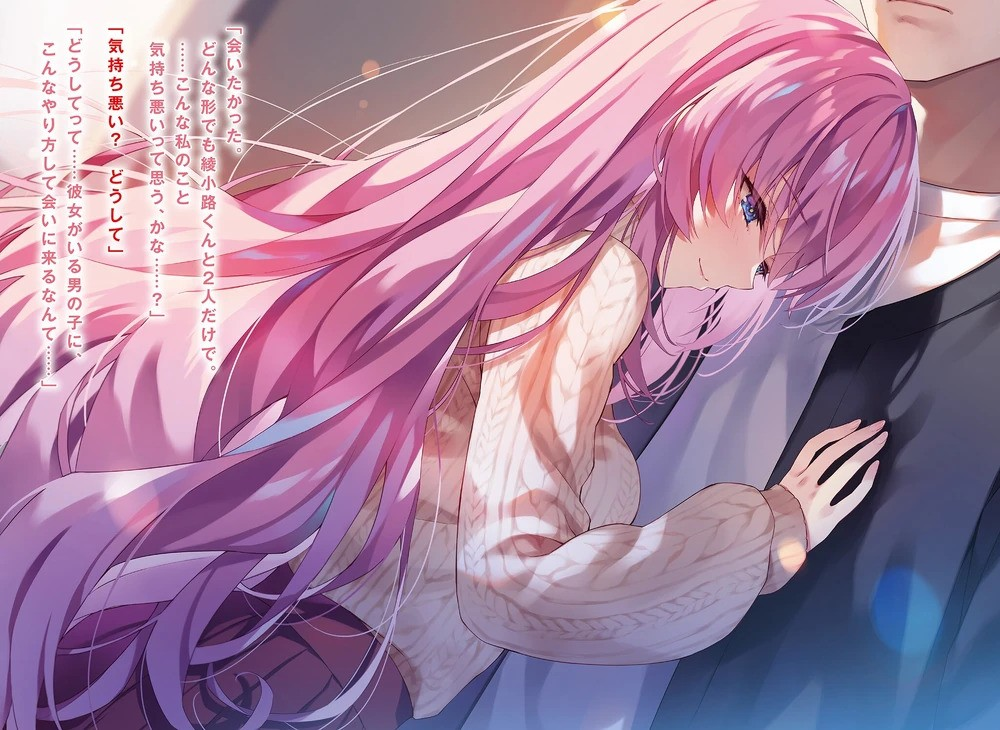 「会いたかった。
どんな形でも綾小路くんと２人だけで。
……こんな私のこと
気持ち悪いって思う、かな……？」
「気持ち悪い？　どうして」
「どうしてって……彼女がいる男の子に、
こんなやり方して会いに来るなんて……」